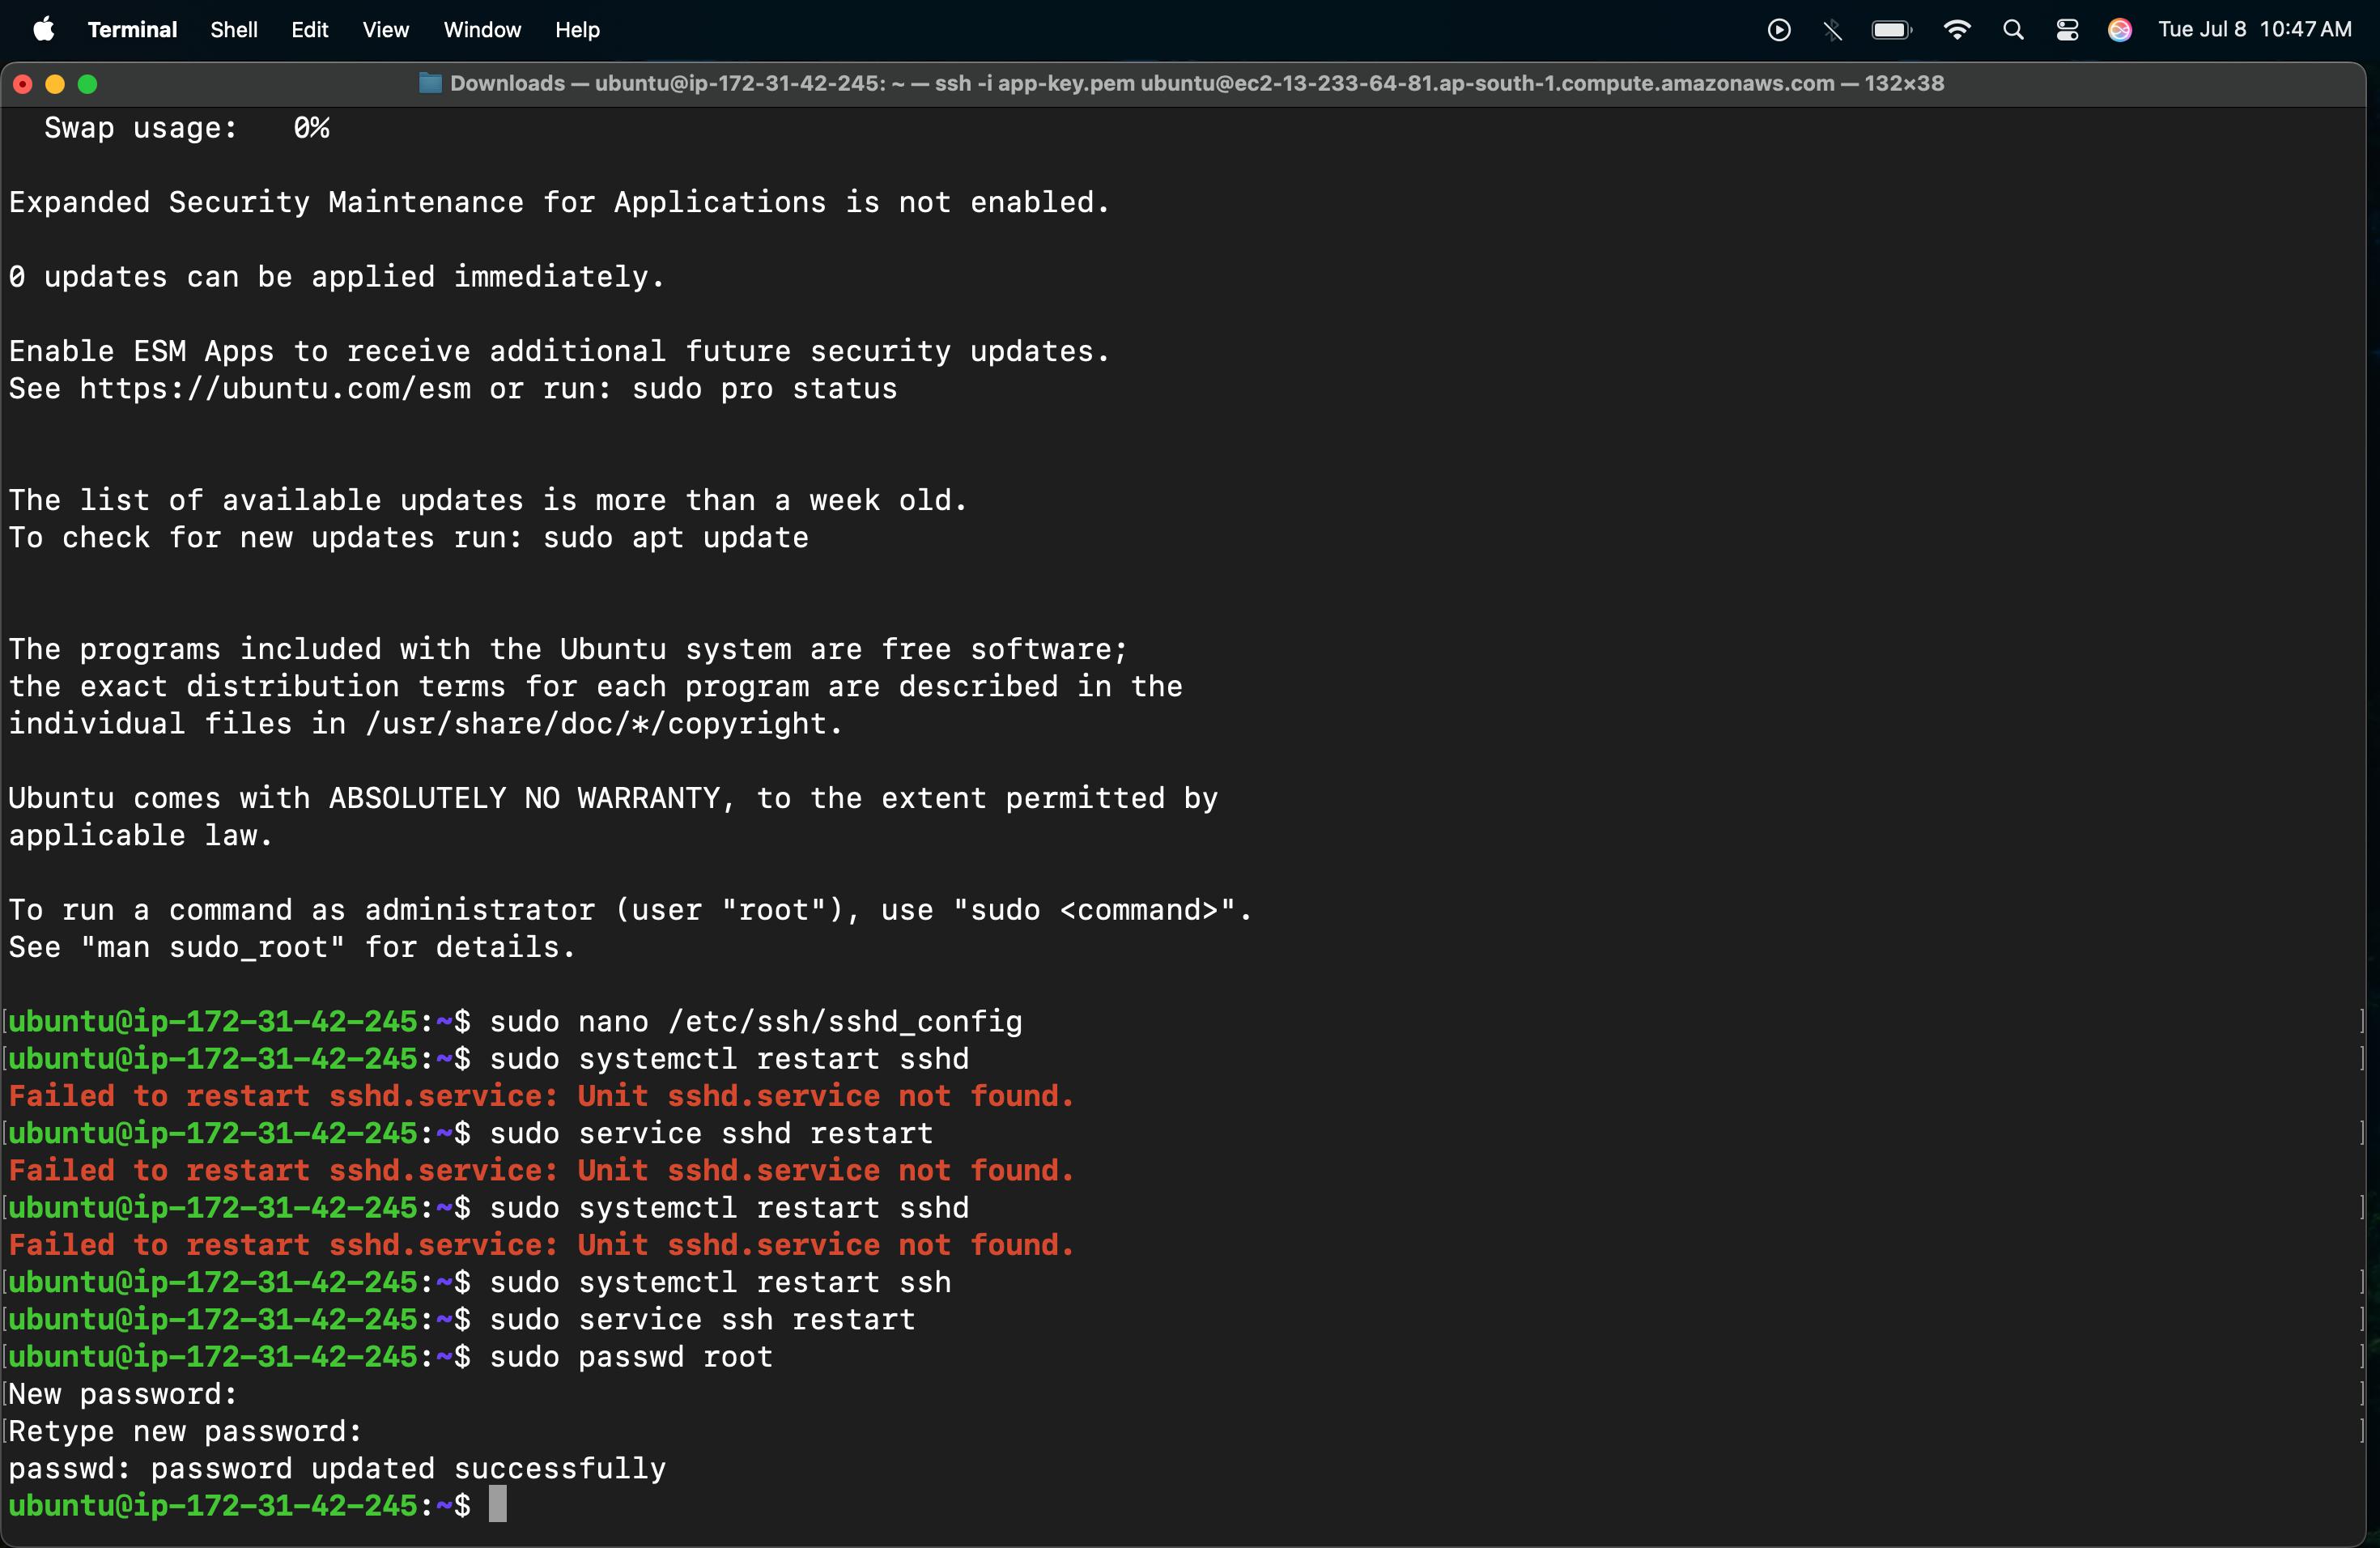 Terminal Shell Edit View Window Help Tue Jul 8 10:47 AM
Downloads — ubuntu@ip-172-31-42-245: ~ — ssh -i app-key.pem ubuntu@ec2-13-233-64-81.ap-south-1.compute.amazonaws.com — 132×38
Swap usage: 0%
Expanded Security Maintenance for Applications is not enabled.
0 updates can be applied immediately.
Enable ESM Apps to receive additional future security updates.
See https://ubuntu.com/esm or run: sudo pro status
The list of available updates is more than a week old.
To check for new updates run: sudo apt update
The programs included with the Ubuntu system are free software;
the exact distribution terms for each program are described in the
individual files in /usr/share/doc/*/copyright.
Ubuntu comes with ABSOLUTELY NO WARRANTY, to the extent permitted by
applicable law.
To run a command as administrator (user "root"), use "sudo <command>".
See "man sudo_root" for details.
[ubuntu@ip-172-31-42-245:~$ sudo nano /etc/ssh/sshd_config ]
[ubuntu@ip-172-31-42-245:~$ sudo systemctl restart sshd ]
Failed to restart sshd.service: Unit sshd.service not found.
[ubuntu@ip-172-31-42-245:~$ sudo service sshd restart ]
Failed to restart sshd.service: Unit sshd.service not found.
[ubuntu@ip-172-31-42-245:~$ sudo systemctl restart sshd ]
Failed to restart sshd.service: Unit sshd.service not found.
[ubuntu@ip-172-31-42-245:~$ sudo systemctl restart ssh ]
[ubuntu@ip-172-31-42-245:~$ sudo service ssh restart ]
[ubuntu@ip-172-31-42-245:~$ sudo passwd root ]
[New password: ]
[Retype new password: ]
passwd: password updated successfully
ubuntu@ip-172-31-42-245:~$